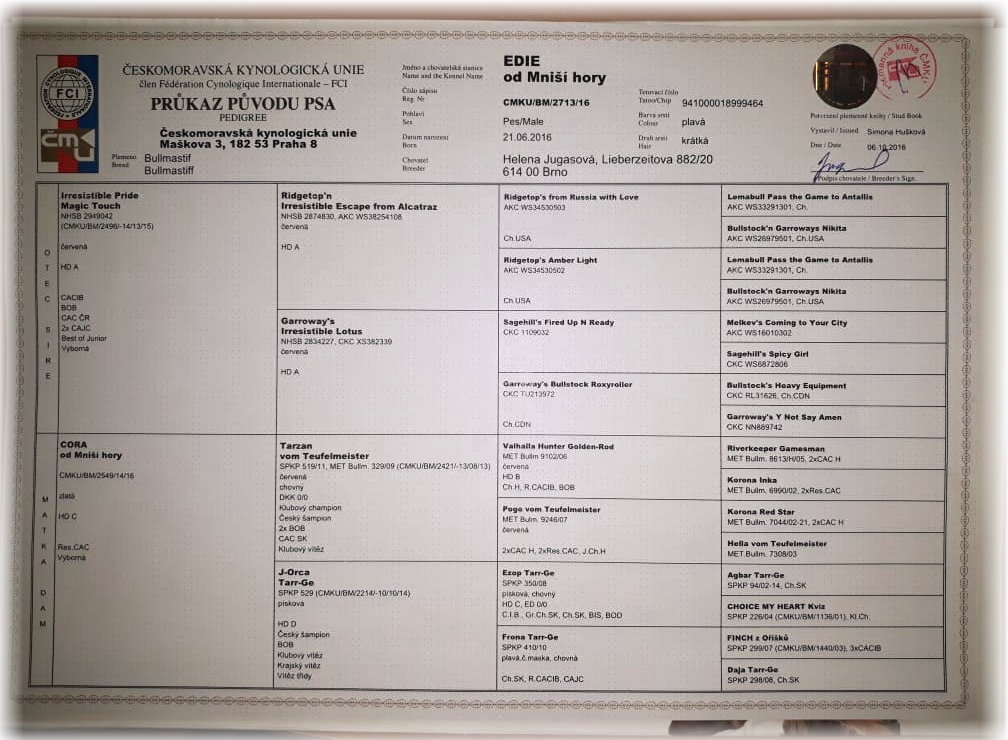 FCI
ČMKU
ČESKOMORAVSKÁ KYNOLOGICKÁ UNIE
člen Fédération Cynologique Internationale – FCI
PRŮKAZ PŮVODU PSA
PEDIGREE
Českomoravská kynologická unie
Maškova 3, 182 53 Praha 8
Plemeno Bullmastif
Breed Bullmastiff
Jméno a chovatelská stanice
Name and the Kennel Name
EDIE
od Mniší hory
Číslo zápisu
Reg. Nr
CMKU/BM/2713/16
Tetovací číslo
Tattoo/Chip 941000018999464
Pohlaví
Sex
Pes/Male
Barva srsti
Colour
plavá
Datum narození
Born
21.06.2016
Druh srsti
Hair
krátká
Chovatel
Breeder
Helena Jugasová, Lieberzeitova 882/20
614 00 Brno
Potvrzení plemenné knihy / Stud Book
Vystavil / Issued Simona Hušková
Dne / Date 06.10.2016
Podpis chovatele / Breeder's Sign.
OTEC SIRE
Irresistible Pride
Magic Touch
NHSB 2949042
(CMKU/BM/2496/-14/13/15)
červená
HD A
CACIB
BOB
CAC ČR
2x CAJC
Best of Junior
Výborná
Ridgetop'n
Irresistible Escape from Alcatraz
NHSB 2874830, AKC WS38254108
červená
HD A
Garroway's
Irresistible Lotus
NHSB 2834227, CKC XS382339
červená
HD A
Ridgetop's from Russia with Love
AKC WS34530503
Ch.USA
Ridgetop's Amber Light
AKC WS34530502
Ch.USA
Sagehill's Fired Up N Ready
CKC 1109032
Garroway's Bullstock Roxyroller
CKC TU213972
Ch.CDN
Lemabull Pass the Game to Antallis
AKC WS33291301, Ch.
Bullstock'n Garroways Nikita
AKC WS26979501, Ch.USA
Lemabull Pass the Game to Antallis
AKC WS33291301, Ch.
Bullstock'n Garroways Nikita
AKC WS26979501, Ch.USA
Melkev's Coming to Your City
AKC WS16010302
Sagehill's Spicy Girl
CKC WS6872806
Bullstock's Heavy Equipment
CKC RL31626, Ch.CDN
Garroway's Y Not Say Amen
CKC NN889742
MATKA DAM
CORA
od Mniší hory
CMKU/BM/2549/14/16
zlatá
HD C
Res.CAC
Výborná
Tarzan
vom Teufelmeister
SPKP 519/11, MET Bullm. 329/09 (CMKU/BM/2421/-13/08/13)
červená
chovný
DKK 0/0
Klubový champion
Český šampion
2x BOB
CAC SK
Klubový vítěz
J-Orca
Tarr-Ge
SPKP 529 (CMKU/BM/2214/-10/10/14)
písková
HD D
Český šampion
BOB
Klubový vítěz
Krajský vítěz
Vítěz třídy
Valhalla Hunter Golden-Rod
MET Bullm 9102/06
červená
HD B
Ch.H, R.CACIB, BOB
Pogo vom Teufelmeister
MET Bullm. 9246/07
červená
2xCAC H, 2xRes.CAC, J.Ch.H
Ezop Tarr-Ge
SPKP 350/08
písková, chovný
HD C, ED 0/0
C.I.B., Gr.Ch.SK, Ch.SK, BIS, BOD
Frona Tarr-Ge
SPKP 410/10
plavá,č.maska, chovná
Ch.SK, R.CACIB, CAJC
Riverkeeper Gamesman
MET Bullm. 8613/H/05, 2xCAC H
Korona Inka
MET Bullm. 6990/02, 2xRes.CAC
Korona Red Star
MET Bullm. 7044/02-21, 2xCAC H
Hella vom Teufelmeister
MET.Bullm. 7308/03
Agbar Tarr-Ge
SPKP 94/02-14, Ch.SK
CHOICE MY HEART Kviz
SPKP 226/04 (CMKU/BM/1136/01), Kl.Ch.
FINCH z Oříšků
SPKP 299/07 (CMKU/BM/1440/03), 3xCACIB
Daja Tarr-Ge
SPKP 298/08, Ch.SK